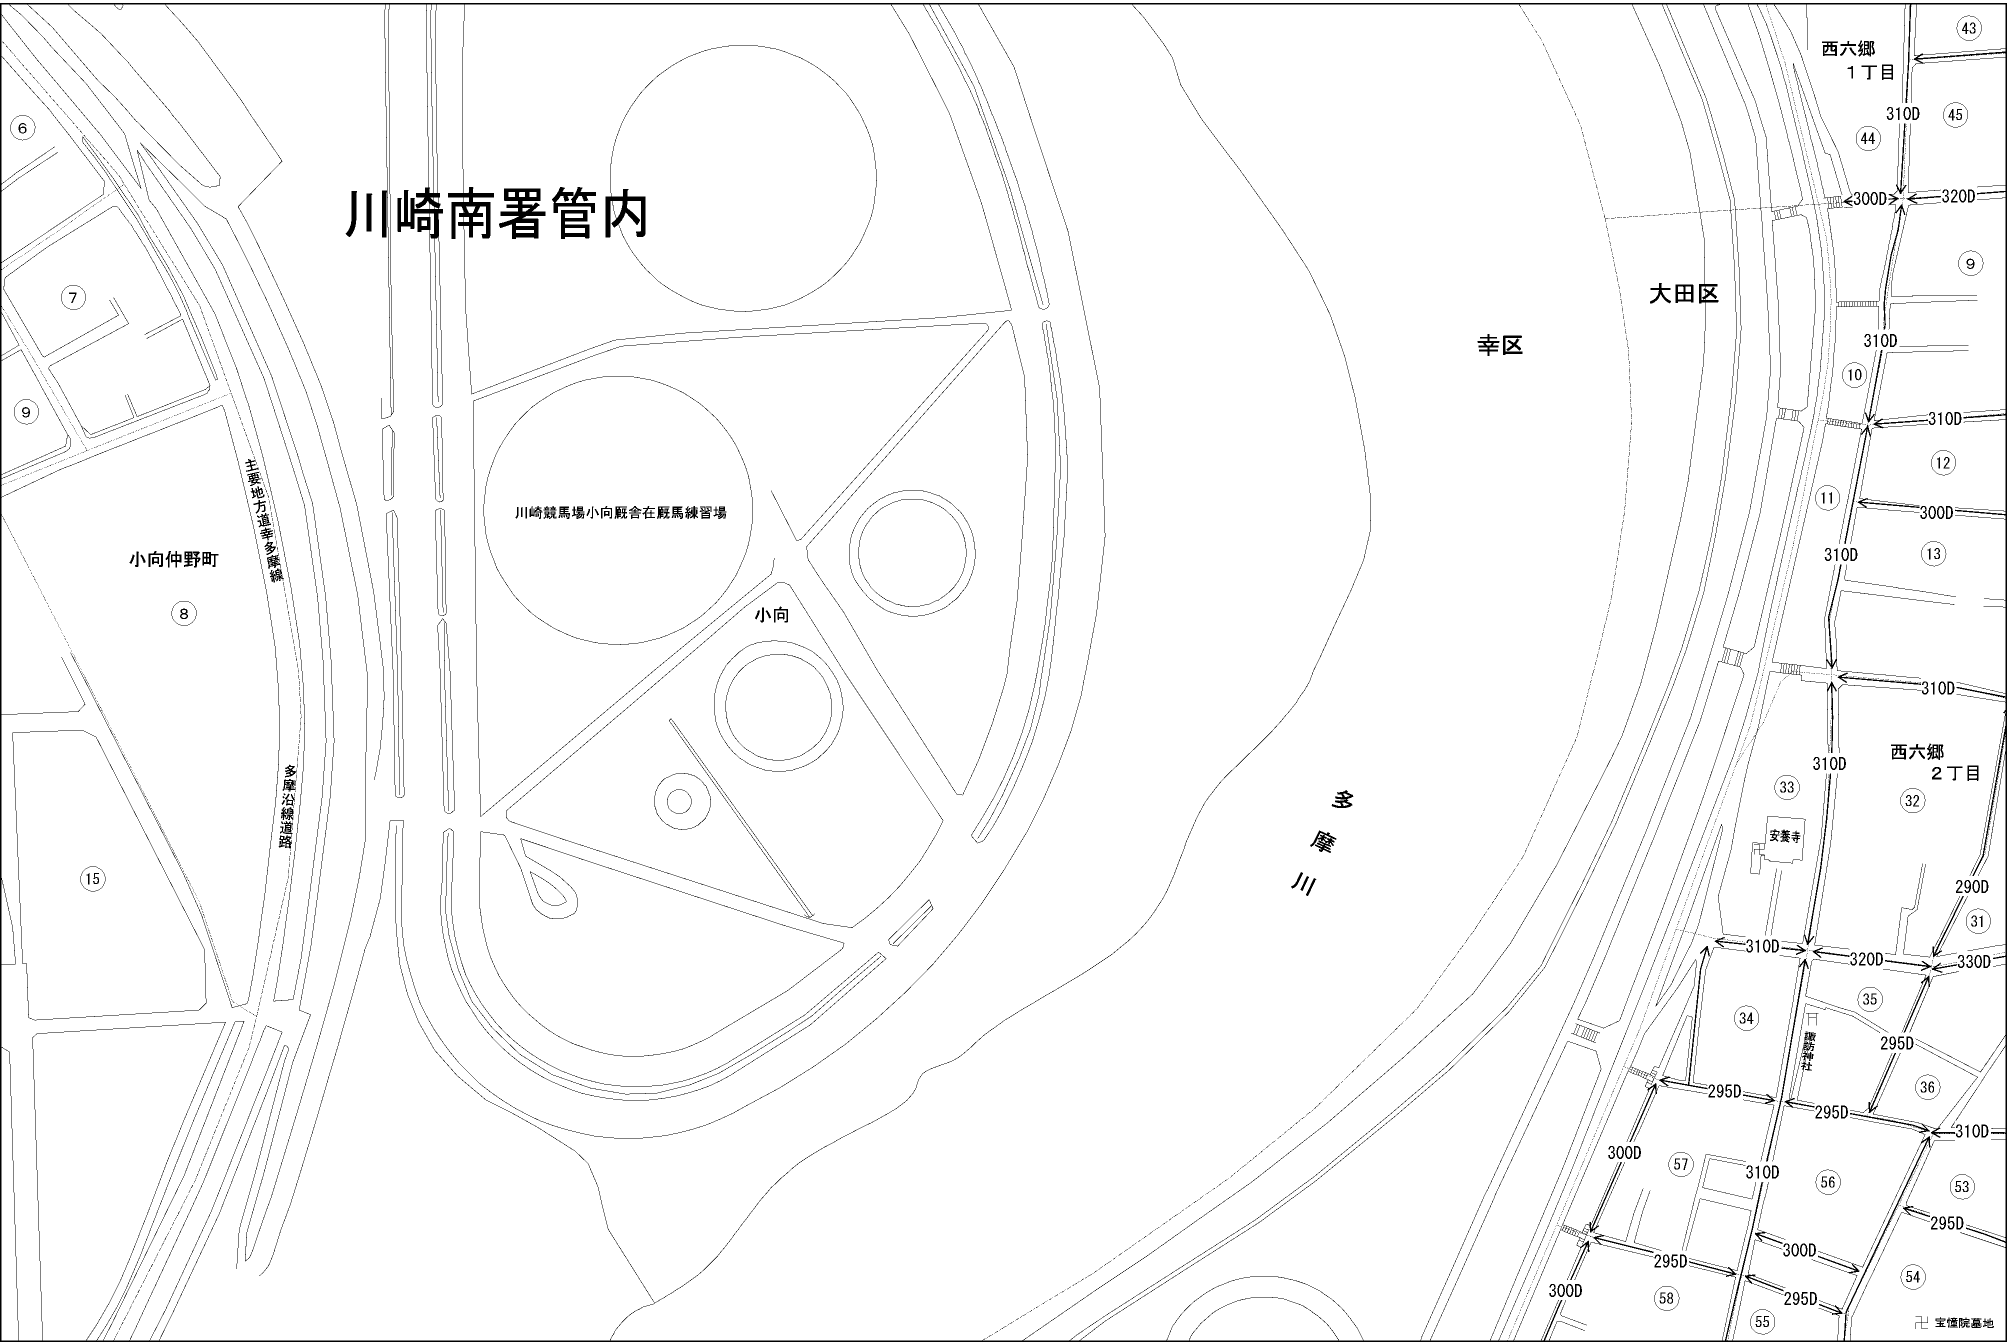 43
西六郷
１丁目
6
310D
45
44
300D
320D
川崎南署管内
9
大田区
7
幸区
310D
10
9
310D
12
主要地方道幸多摩線
11
川崎競馬場小向厩舎在厩馬練習場
300D
13
310D
小向仲野町
8
小向
310D
西六郷
２丁目
310D
33
32
多摩川
多摩沿線道路
安養寺
15
290D
31
310D
320D
330D
35
34
諏訪神社
295D
36
295D
295D
310D
300D
57
310D
56
53
295D
300D
295D
54
300D
58
295D
55
卍 宝幢院墓地